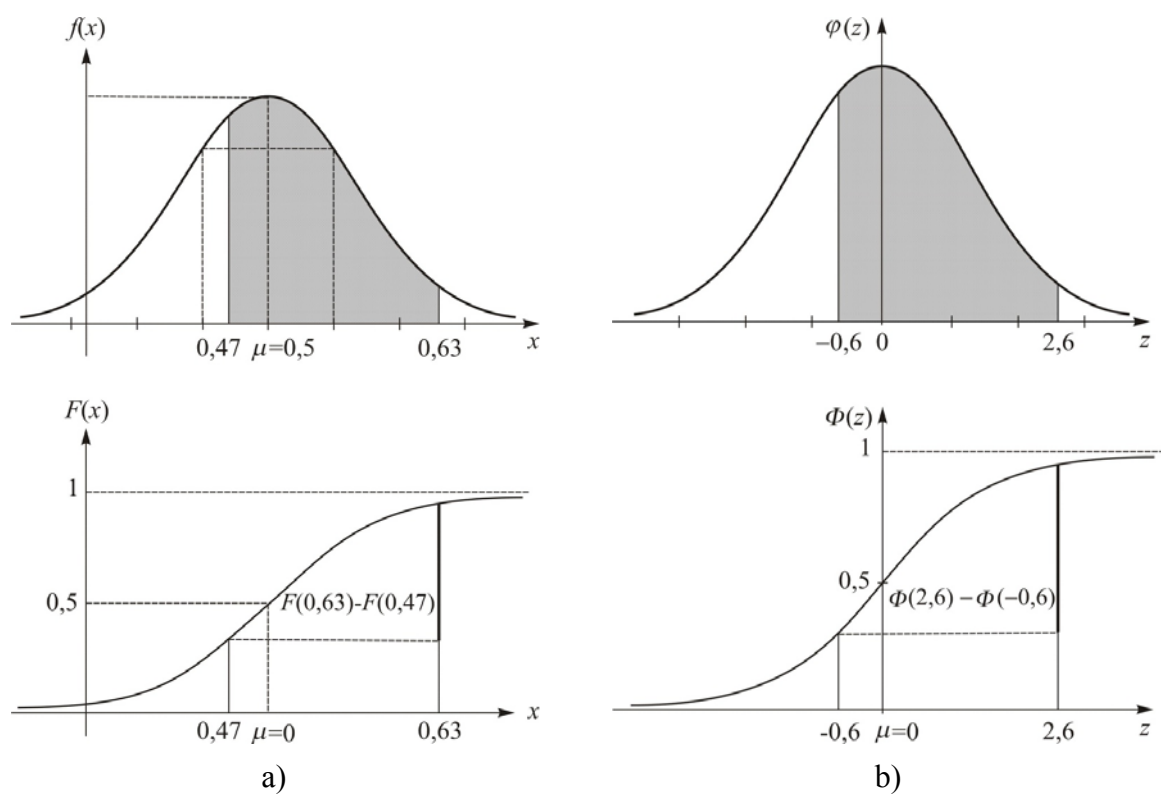 f(x)
0,47 μ=0,5 0,63 x
φ(z)
−0,6 0 2,6 z
F(x)
1
0,5
F(0,63)-F(0,47)
0,47 μ=0 0,63 x
a)
Φ(z)
1
0,5
Φ(2,6) − Φ(−0,6)
-0,6 μ=0 2,6 z
b)